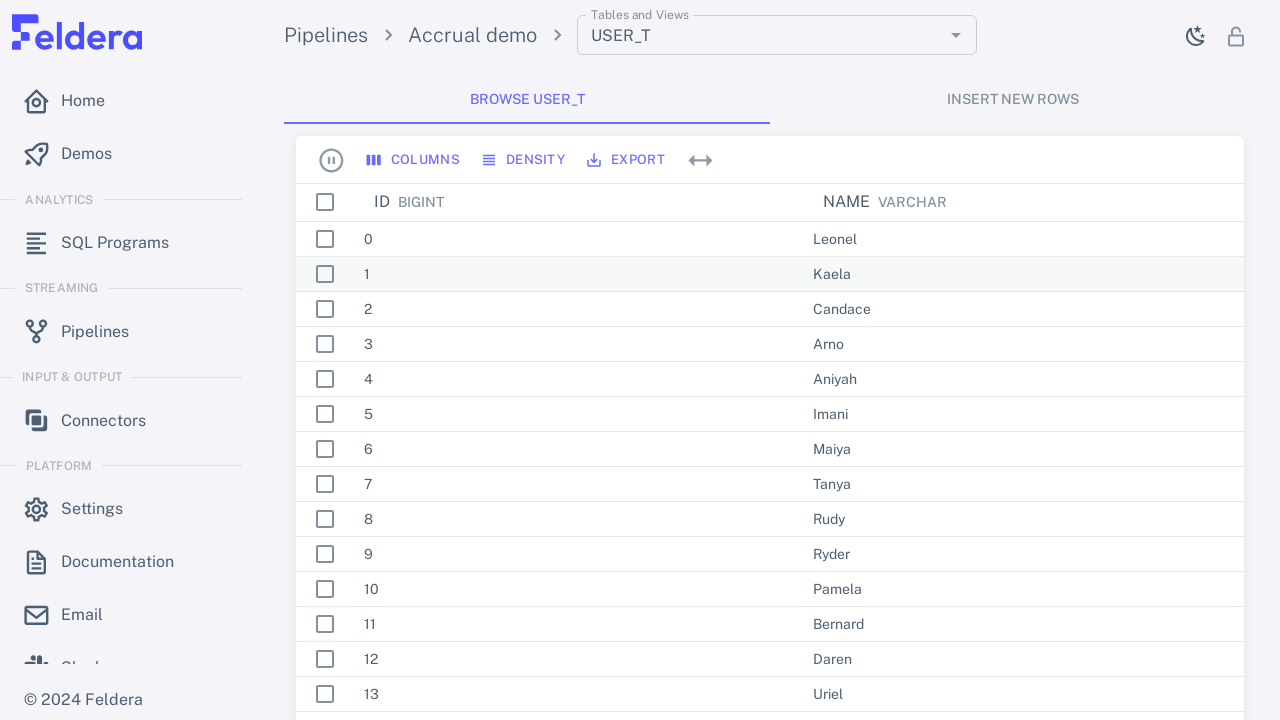 Feldera
Pipelines > Accrual demo >
Tables and Views
USER_T
Home
Demos
ANALYTICS
SQL Programs
STREAMING
Pipelines
INPUT & OUTPUT
Connectors
PLATFORM
Settings
Documentation
Email
© 2024 Feldera
BROWSE USER_T
INSERT NEW ROWS
COLUMNS DENSITY EXPORT
ID BIGINT NAME VARCHAR
0 Leonel
1 Kaela
2 Candace
3 Arno
4 Aniyah
5 Imani
6 Maiya
7 Tanya
8 Rudy
9 Ryder
10 Pamela
11 Bernard
12 Daren
13 Uriel